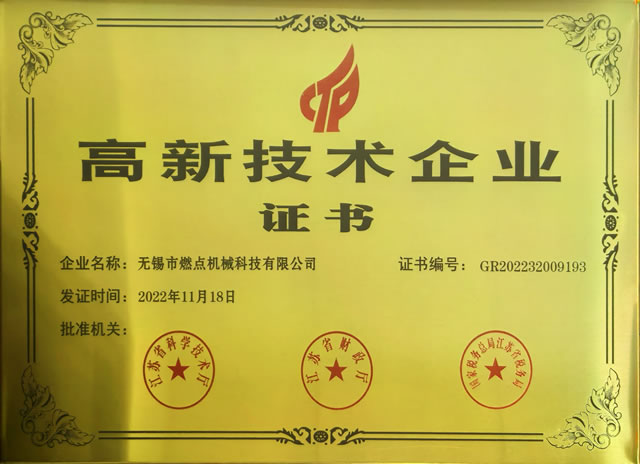 CTP
高新技术企业
证书
企业名称：无锡市燃点机械科技有限公司
证书编号：GR202232009193
发证时间：2022年11月18日
批准机关：
江苏省科学技术厅
江苏省财政厅
国家税务总局江苏省税务局